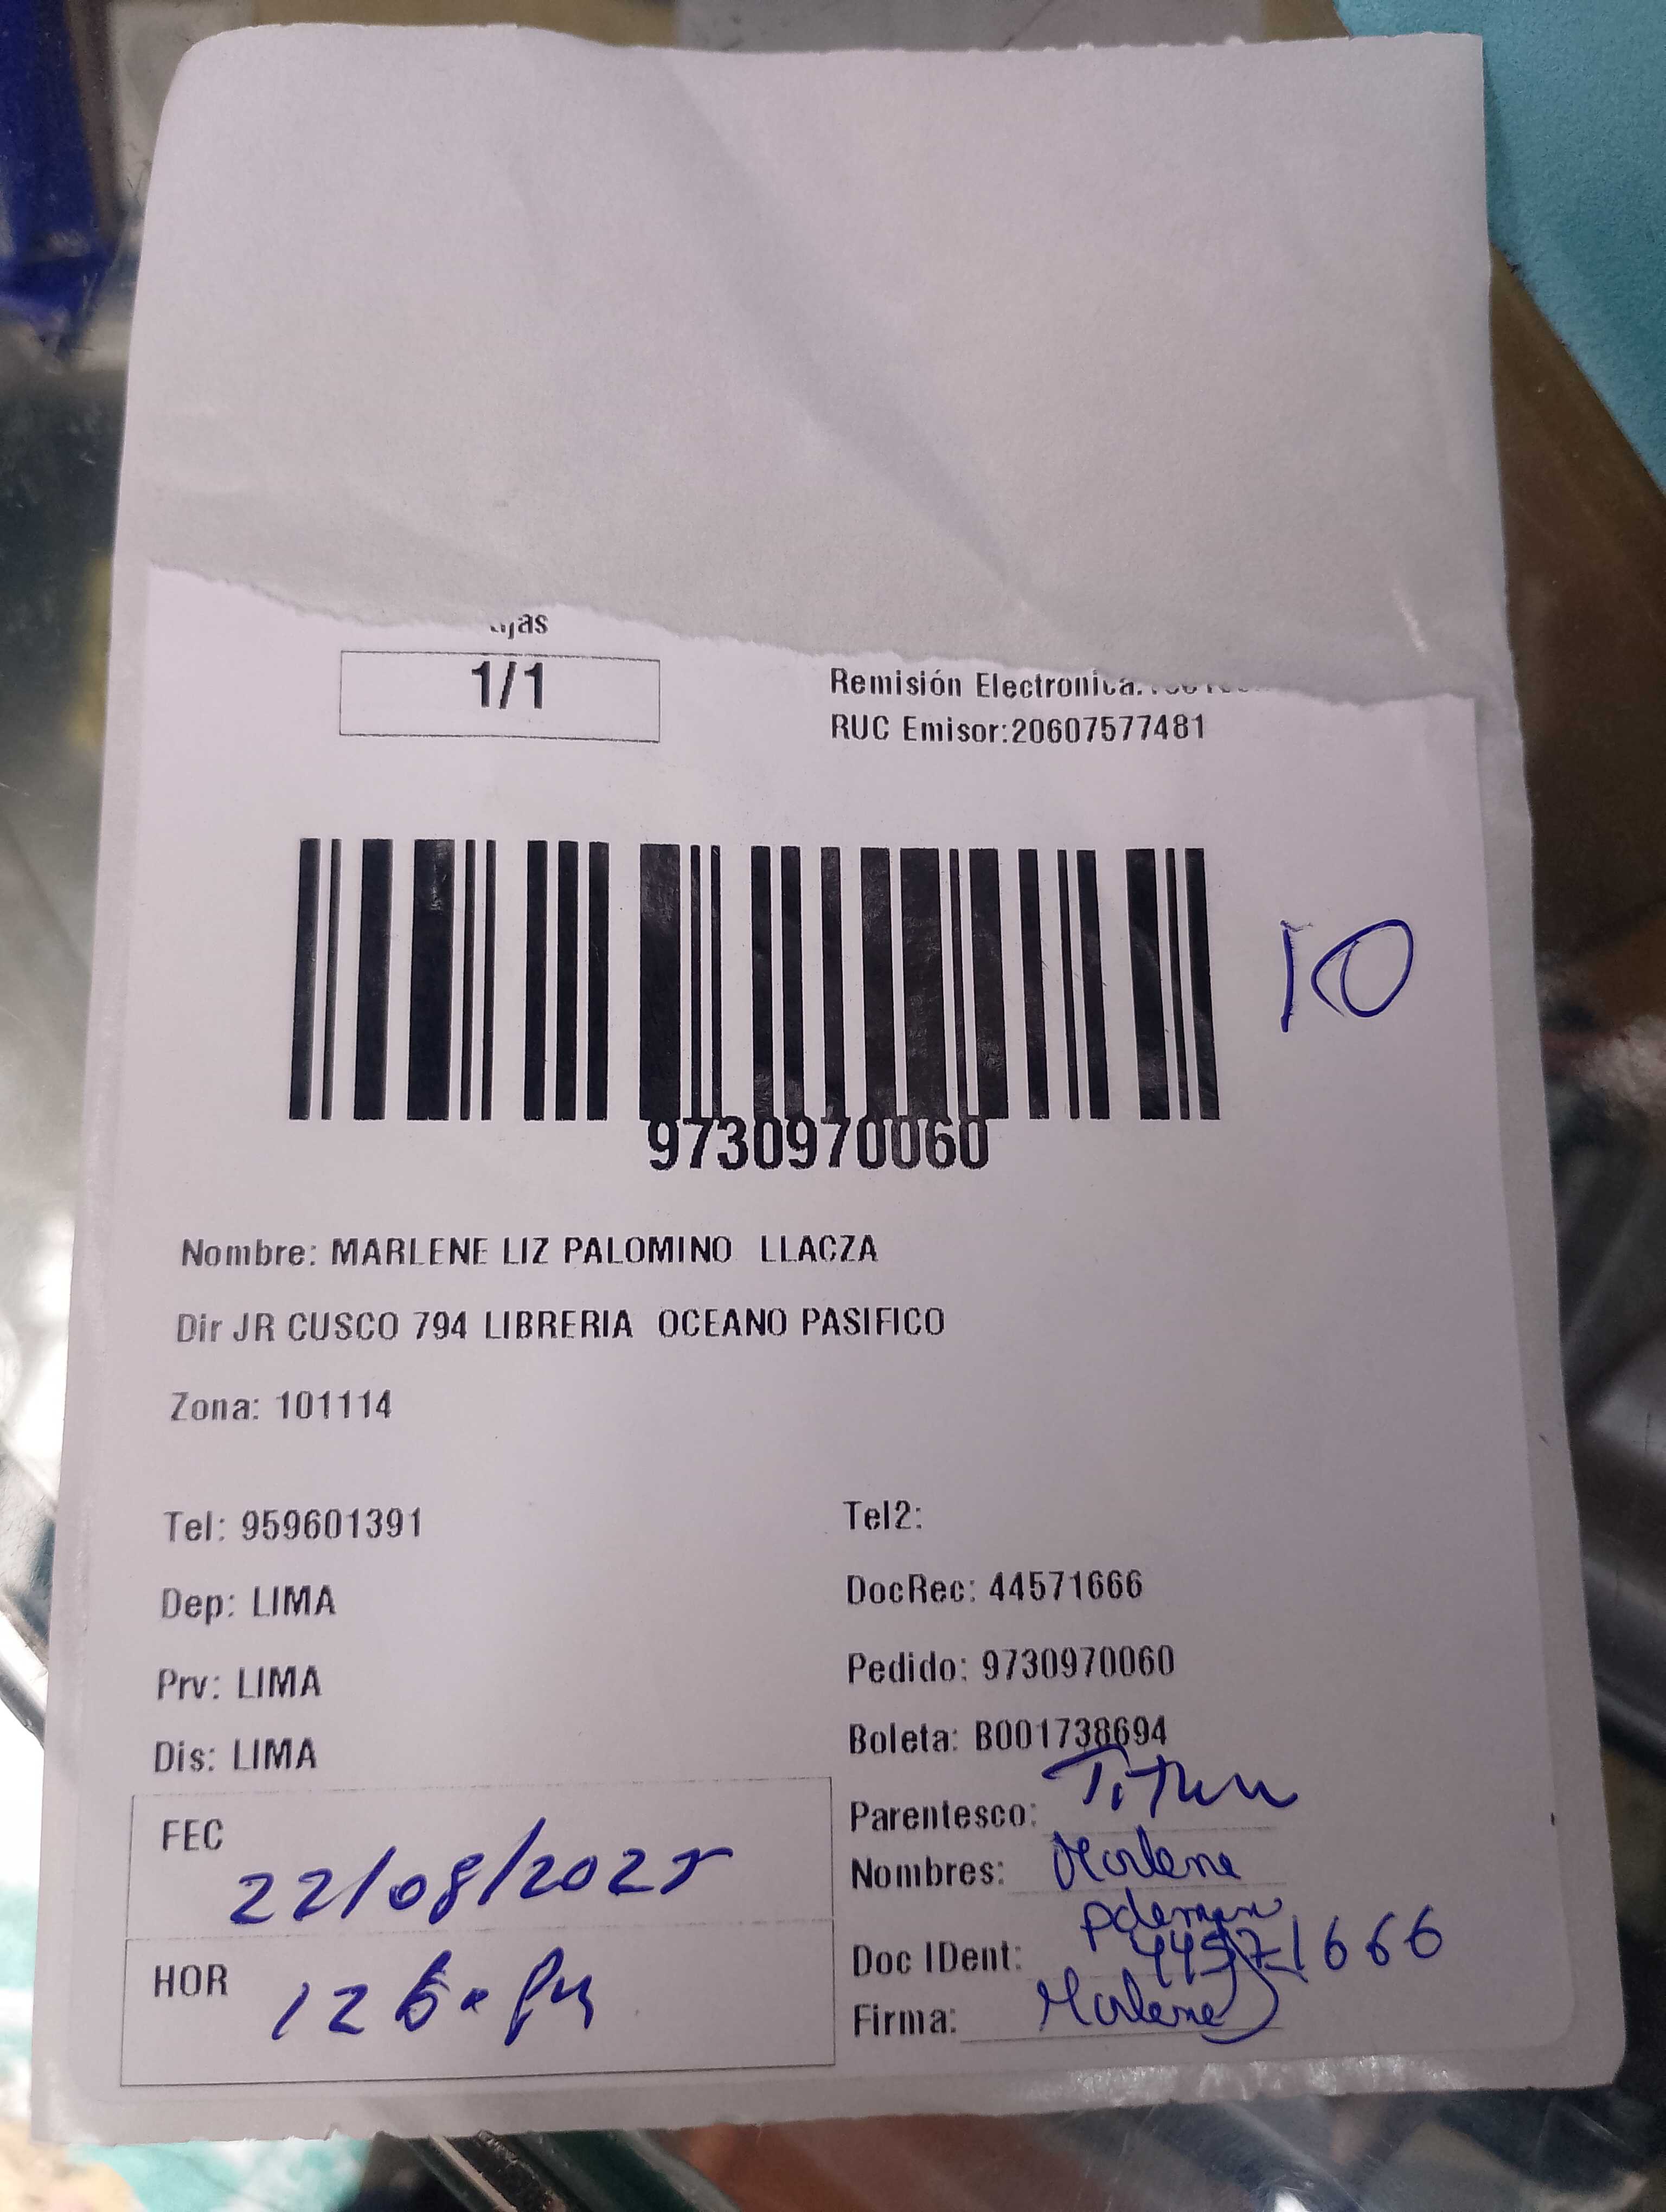 1/1
Remisión Electronica:
RUC Emisor:20607577481
10
9730970060
Nombre: MARLENE LIZ PALOMINO LLACZA
Dir JR CUSCO 794 LIBRERIA OCEANO PASIFICO
Zona: 101114
Tel: 959601391
Tel2:
Dep: LIMA
DocRec: 44571666
Prv: LIMA
Pedido: 9730970060
Dis: LIMA
Boleta: B001738694
FEC
22/08/2025
HOR
Parentesco:
Nombres: Marlene
Doc IDent: 44571666
Firma: Marlene